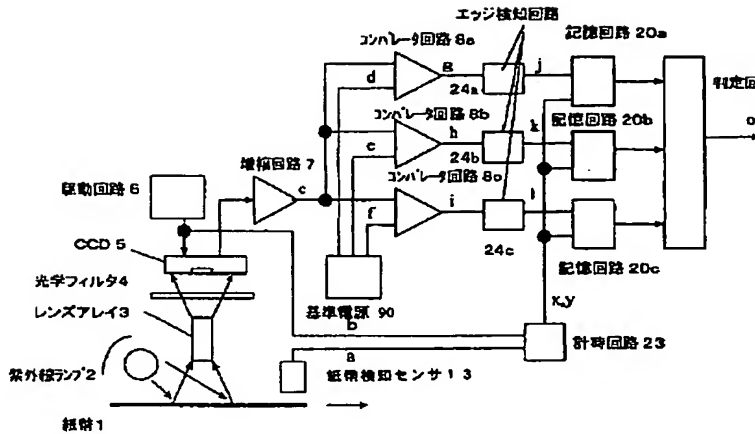 エッジ検知回路
コンパレータ回路 8a
記憶回路 20a
g
j
d
24a
判定回
コンパレータ回路 8b
記憶回路 20b
o
h
k
増幅回路 7
24b
駆動回路 6
c
コンパレータ回路
i
l
f
CCD 5
24c
記憶回路 20c
光学フィルタ4
基準電源 90
x,y
レンズアレイ3
b
計時回路 23
a
紫外線ランプ2
紙幣検知センサ13
紙幣1